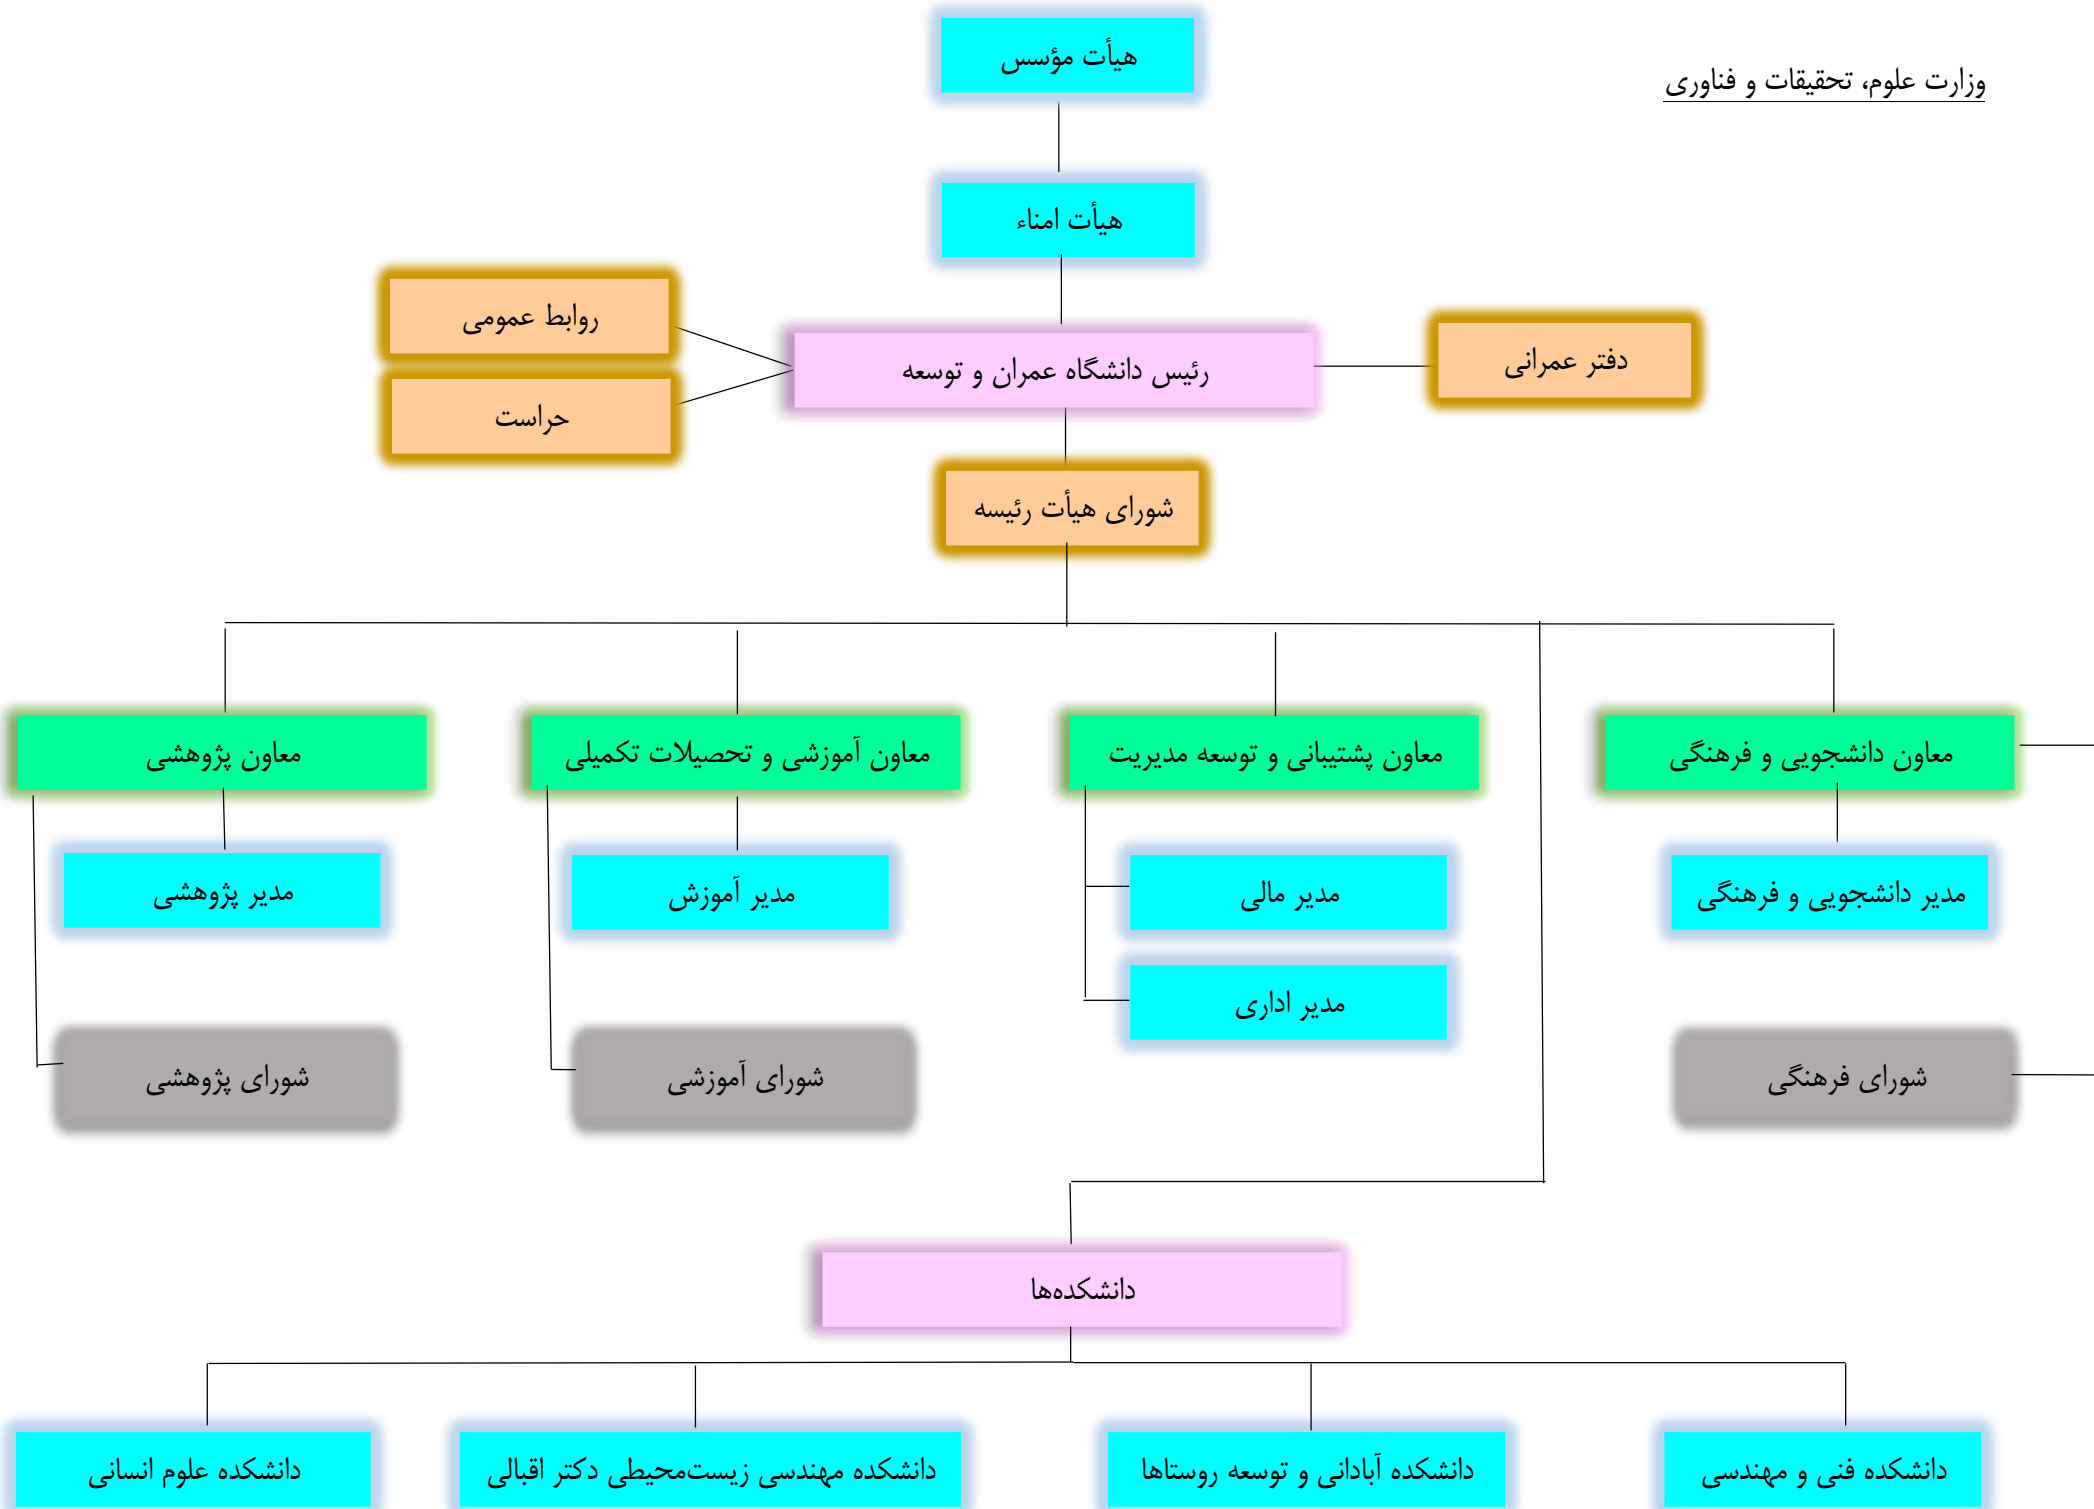 هیأت مؤسس
وزارت علوم، تحقیقات و فناوری
هیأت امناء
روابط عمومی
دفتر عمرانی
رئیس دانشگاه عمران و توسعه
حراست
شورای هیأت رئیسه
معاون دانشجویی و فرهنگی
معاون پشتیبانی و توسعه مدیریت
معاون آموزشی و تحصیلات تکمیلی
معاون پژوهشی
مدیر دانشجویی و فرهنگی
مدیر مالی
مدیر آموزش
مدیر پژوهشی
مدیر اداری
شورای فرهنگی
شورای آموزشی
شورای پژوهشی
دانشکده‌ها
دانشکده فنی و مهندسی
دانشکده آبادانی و توسعه روستاها
دانشکده مهندسی زیست‌محیطی دکتر اقبالی
دانشکده علوم انسانی